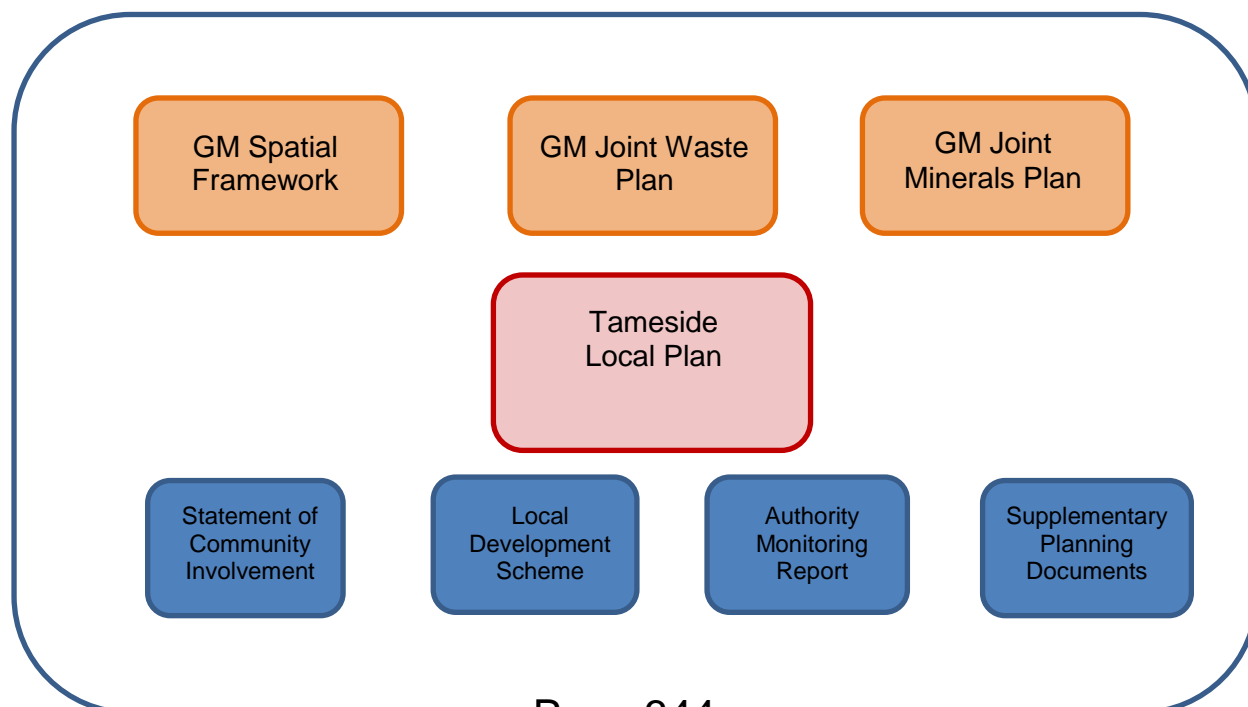 GM Spatial
Framework
GM Joint Waste
Plan
GM Joint
Minerals Plan
Tameside
Local Plan
Statement of
Community
Involvement
Local
Development
Scheme
Authority
Monitoring
Report
Supplementary
Planning
Documents